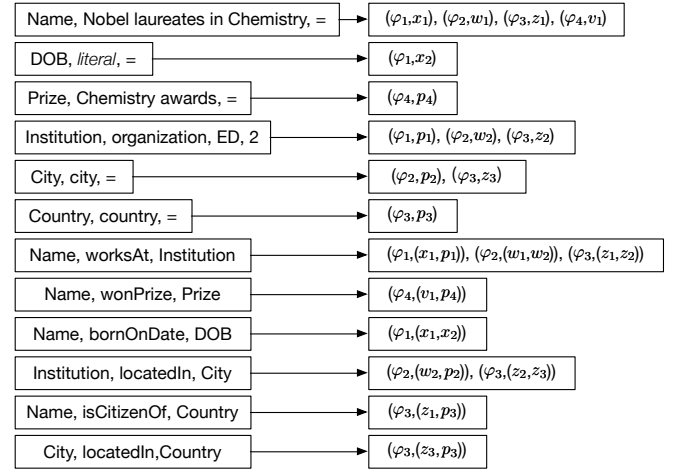 Name, Nobel laureates in Chemistry, = (φ₁,x₁), (φ₂,w₁), (φ₃,z₁), (φ₄,v₁)
DOB, literal, = (φ₁,x₂)
Prize, Chemistry awards, = (φ₄,p₄)
Institution, organization, ED, 2 (φ₁,p₁), (φ₂,w₂), (φ₃,z₂)
City, city, = (φ₂,p₂), (φ₃,z₃)
Country, country, = (φ₃,p₃)
Name, worksAt, Institution (φ₁,(x₁,p₁)), (φ₂,(w₁,w₂)), (φ₃,(z₁,z₂))
Name, wonPrize, Prize (φ₄,(v₁,p₄))
Name, bornOnDate, DOB (φ₁,(x₁,x₂))
Institution, locatedIn, City (φ₂,(w₂,p₂)), (φ₃,(z₂,z₃))
Name, isCitizenOf, Country (φ₃,(z₁,p₃))
City, locatedIn,Country (φ₃,(z₃,p₃))